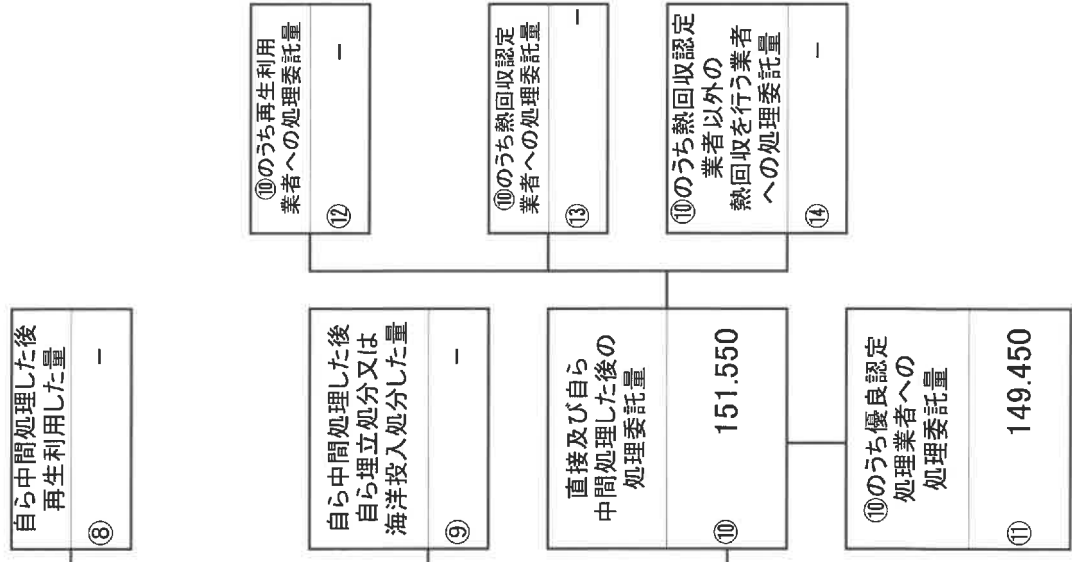 自ら中間処理した後
再生利用した量
⑧
－
自ら中間処理した後
自ら埋立処分又は
海洋投入処分した量
⑨
－
直接及び自ら
中間処理した後の
処理委託量
⑩
151.550
⑩のうち優良認定
処理業者への
処理委託量
⑪
149.450
⑩のうち再生利用
業者への処理委託量
⑫
－
⑩のうち熱回収認定
業者への処理委託量
⑬
－
⑩のうち熱回収認定
業者以外の
熱回収を行う業者
への処理委託量
⑭
－